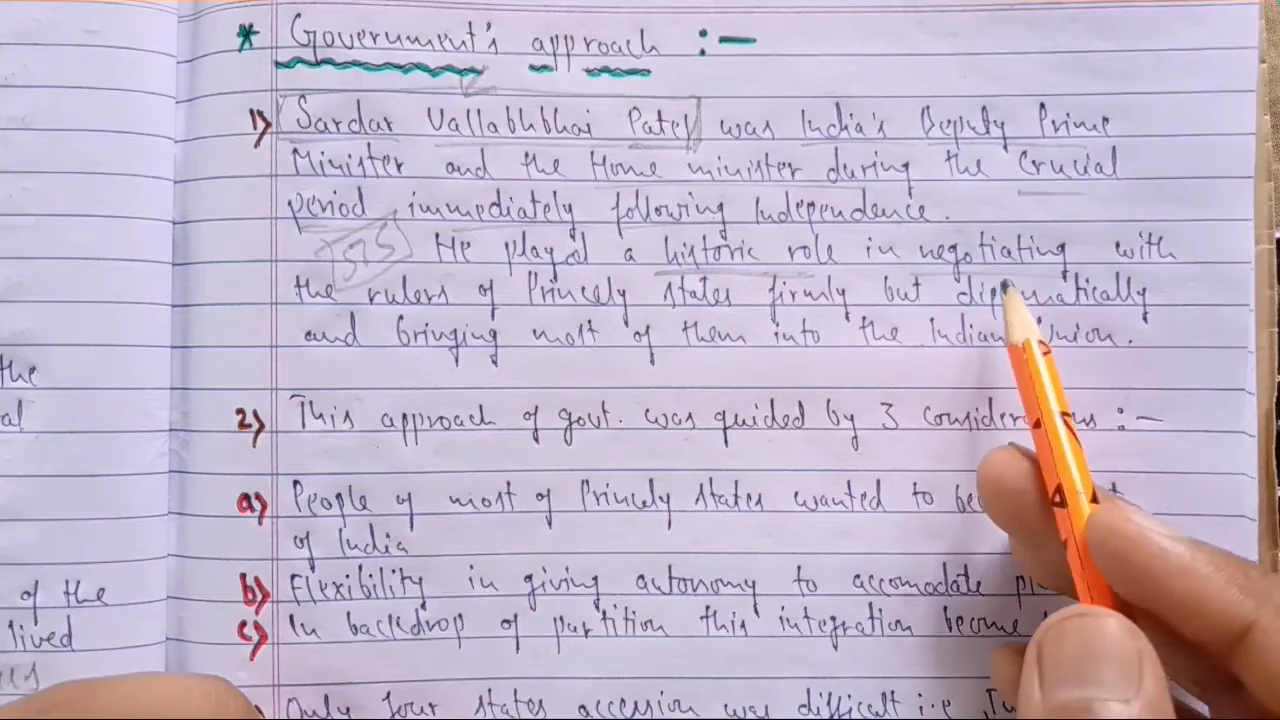 * Government's approach :-
1) Sardar Vallabhbhai Patel was India's Deputy Prime
Minister and the Home minister during the Crucial
period immediately following Independence.
565 He played a historic role in negotiating with
the rulers of Princely states firmly but diplomatically
and bringing most of them into the Indian Union.
the
al
2) This approach of govt. was guided by 3 considerations :-
a) People of most of Princely states wanted to
of India
of the
b) Flexibility in giving autonomy to accomodate
lived
c) In backdrop of partition this integration become
Only four states accession was difficult i.e